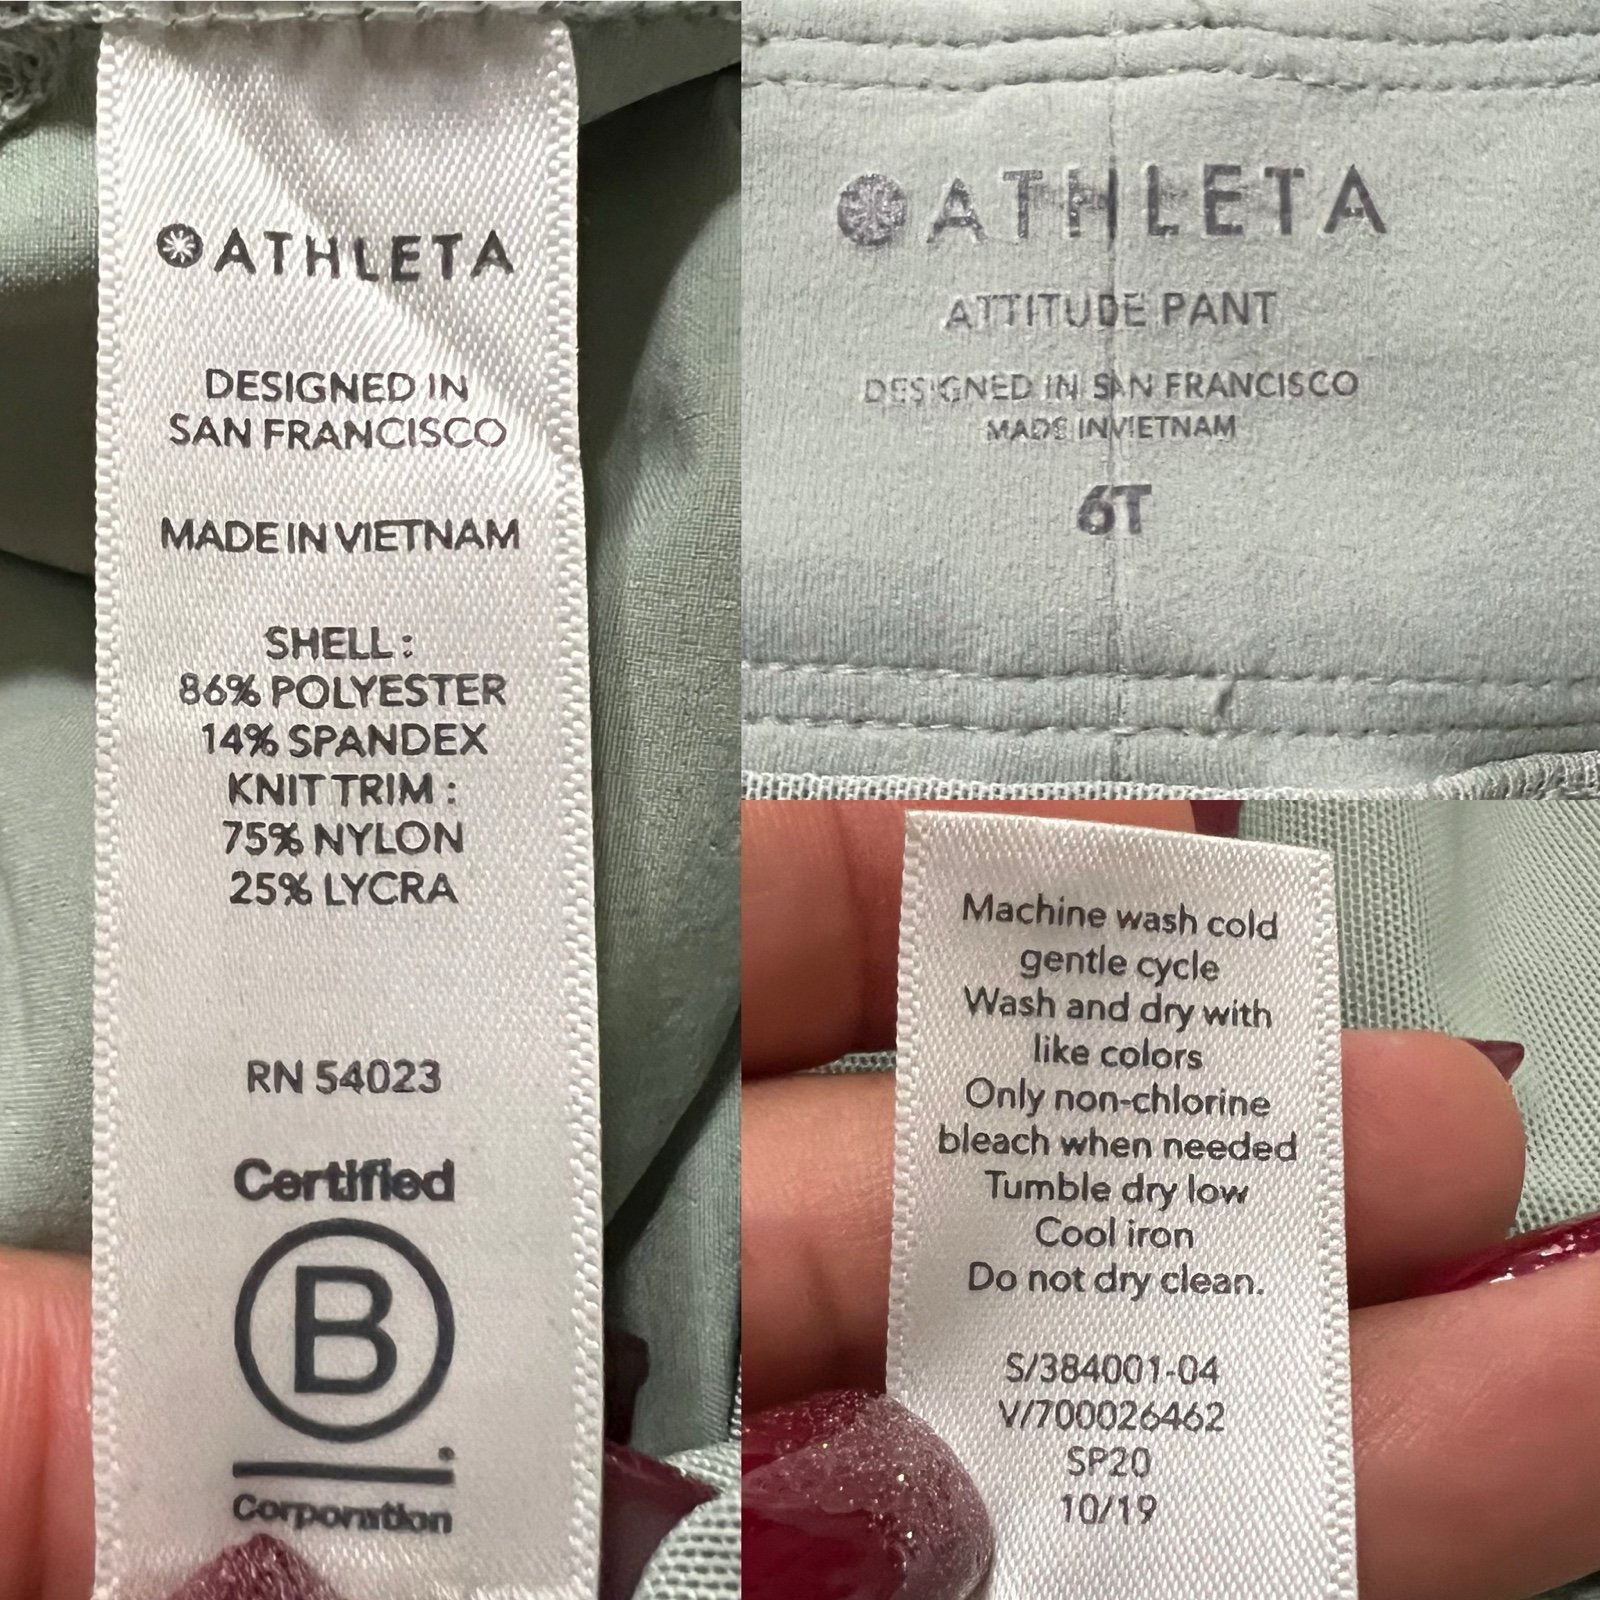 ATHLETA
DESIGNED IN
SAN FRANCISCO
MADE IN VIETNAM
SHELL :
86% POLYESTER
14% SPANDEX
KNIT TRIM :
75% NYLON
25% LYCRA
RN 54023
Certified
B
Corporation
ATHLETA
ATTITUDE PANT
DESIGNED IN SAN FRANCISCO
MADE IN VIETNAM
6T
Machine wash cold
gentle cycle
Wash and dry with
like colors
Only non-chlorine
bleach when needed
Tumble dry low
Cool iron
Do not dry clean.
S/384001-04
V/700026462
SP20
10/19